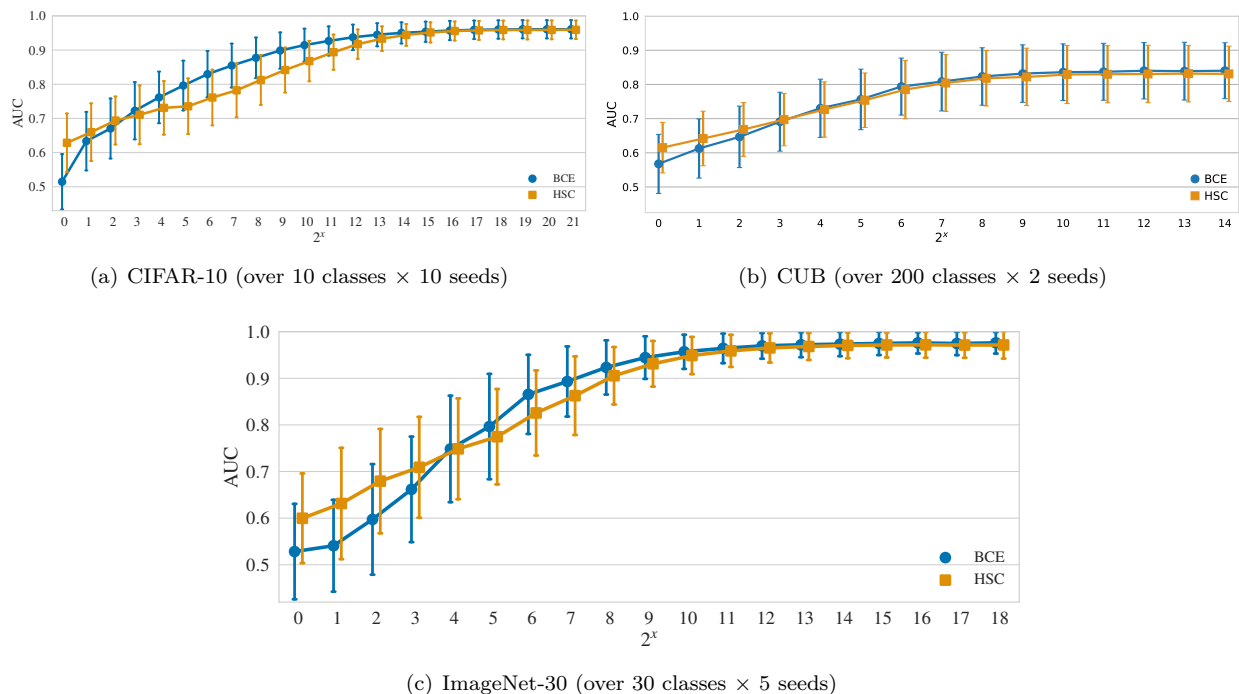 1.0
0.9
0.8
0.7
0.6
0.5
AUC
BCE
HSC
0 1 2 3 4 5 6 7 8 9 10 11 12 13 14 15 16 17 18 19 20 21
2^x
(a) CIFAR-10 (over 10 classes × 10 seeds)
1.0
0.9
0.8
0.7
0.6
0.5
AUC
BCE
HSC
0 1 2 3 4 5 6 7 8 9 10 11 12 13 14
2^x
(b) CUB (over 200 classes × 2 seeds)
1.0
0.9
0.8
0.7
0.6
0.5
AUC
BCE
HSC
0 1 2 3 4 5 6 7 8 9 10 11 12 13 14 15 16 17 18
2^x
(c) ImageNet-30 (over 30 classes × 5 seeds)